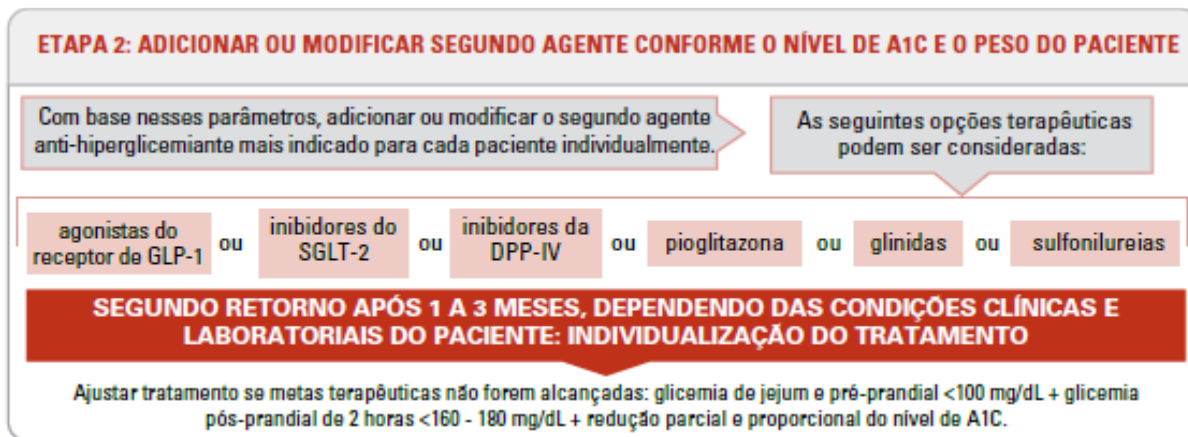 ETAPA 2: ADICIONAR OU MODIFICAR SEGUNDO AGENTE CONFORME O NÍVEL DE A1C E O PESO DO PACIENTE
Com base nesses parâmetros, adicionar ou modificar o segundo agente
anti-hiperglicemiante mais indicado para cada paciente individualmente.
As seguintes opções terapêuticas
podem ser consideradas:
agonistas do
receptor de GLP-1
ou
inibidores do
SGLT-2
ou
inibidores da
DPP-IV
ou
pioglitazona
ou
glinidas
ou
sulfonilureias
SEGUNDO RETORNO APÓS 1 A 3 MESES, DEPENDENDO DAS CONDIÇÕES CLÍNICAS E
LABORATORIAIS DO PACIENTE: INDIVIDUALIZAÇÃO DO TRATAMENTO
Ajustar tratamento se metas terapêuticas não forem alcançadas: glicemia de jejum e pré-prandial <100 mg/dL + glicemia
pós-prandial de 2 horas <160 - 180 mg/dL + redução parcial e proporcional do nível de A1C.